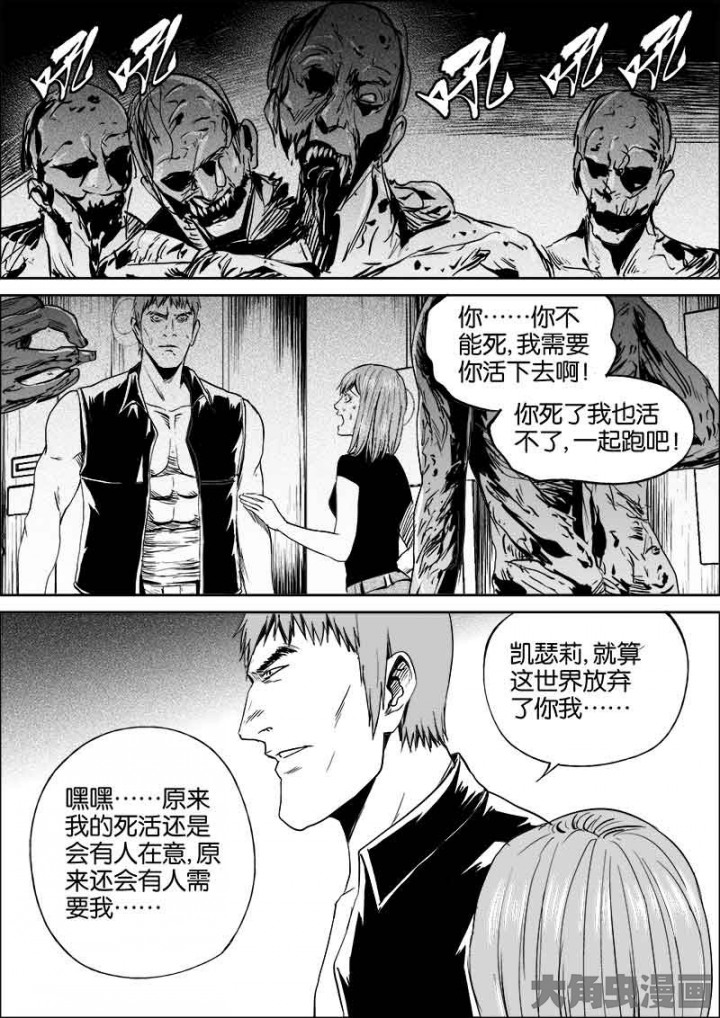 吼
吼
吼
吼
吼
吼
你……你不
能死,我需要
你活下去啊!
你死了我也活
不了,一起跑吧!
凯瑟莉,就算
这世界放弃
了你我……
嘿嘿……原来
我的死活还是
会有人在意,原
来还会有人需
要我……
大角虫漫画